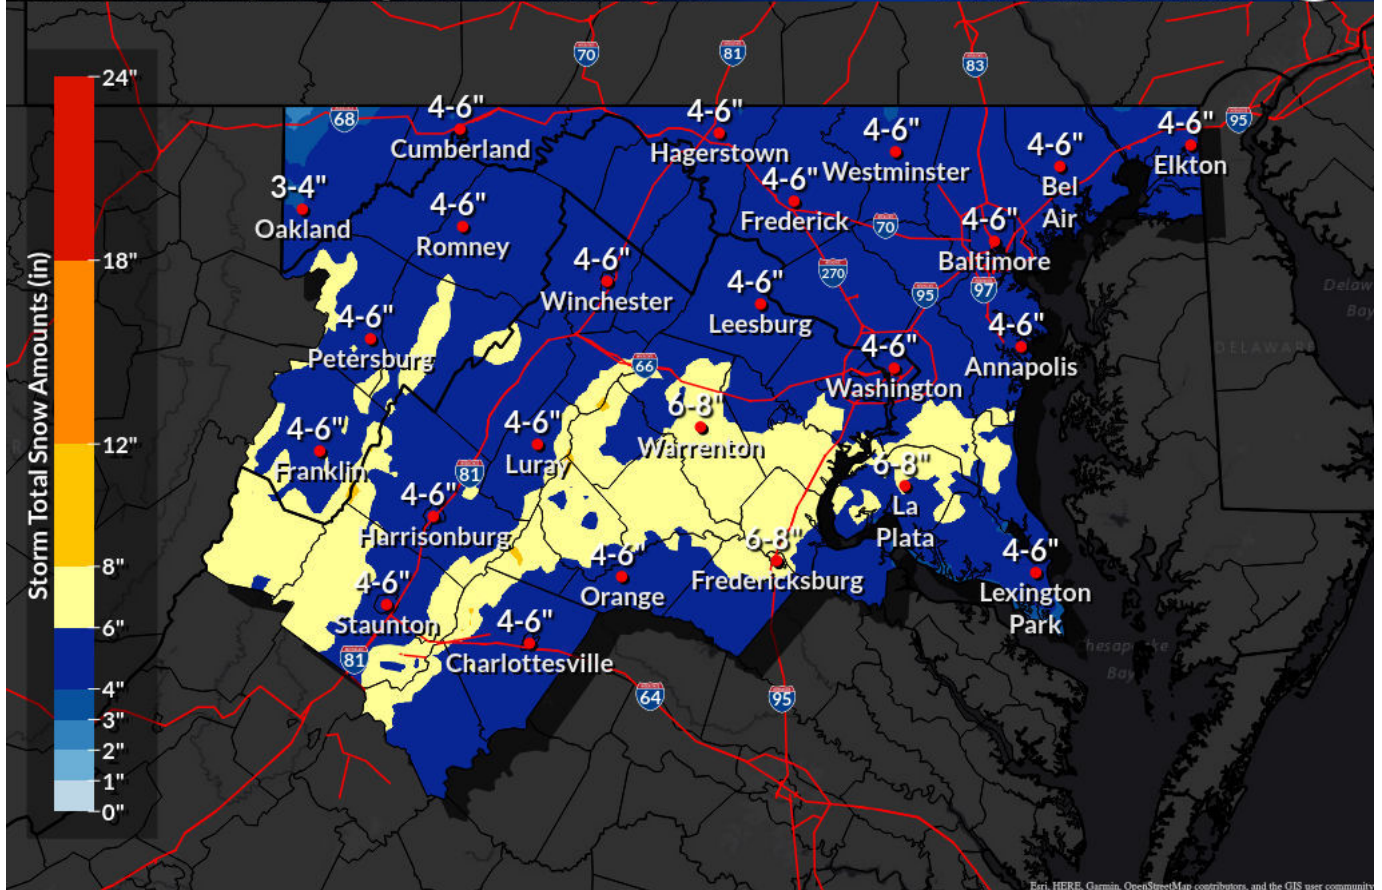 70
81
83
24"
18"
12"
8"
6"
4"
3"
2"
1"
0"
Storm Total Snow Amounts (in)
68
4-6"
Cumberland
4-6"
Hagerstown
4-6"
Westminster
4-6"
Bel
Air
4-6"
Elkton
95
3-4"
Oakland
4-6"
Romney
4-6"
Frederick
70
4-6"
Baltimore
4-6"
Winchester
270
95
97
4-6"
Leesburg
4-6"
Annapolis
4-6"
Petersburg
66
4-6"
Washington
DELAWARE
Bay
4-6"
Franklin
4-6"
Luray
6-8"
Warrenton
81
6-8"
La
Plata
4-6"
Harrisonburg
4-6"
Staunton
4-6"
Orange
6-8"
Fredericksburg
4-6"
Lexington
Park
4-6"
Charlottesville
81
64
95
hesapeake
Bay
Esri, HERE, Garmin, OpenStreetMap contributors, and the GIS user community